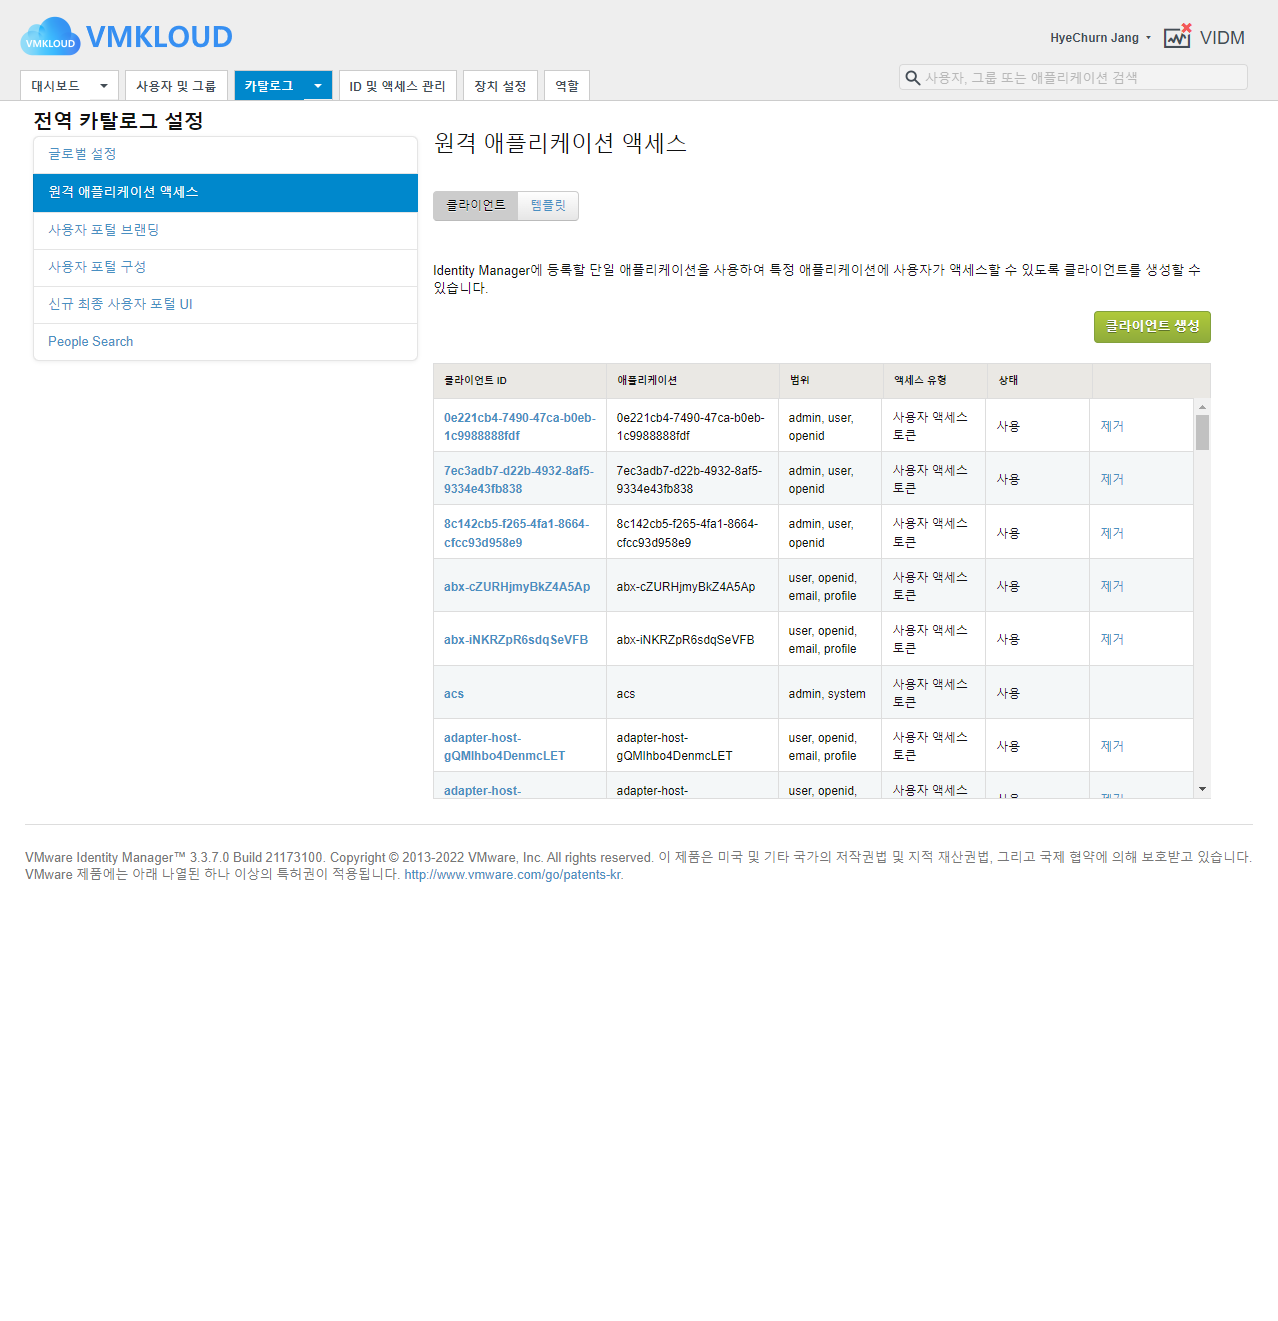 VMKLOUD VMKLOUD
HyeChurn Jang VIDM
대시보드 사용자 및 그룹 카탈로그 ID 및 액세스 관리 장치 설정 역할
사용자, 그룹 또는 애플리케이션 검색
전역 카탈로그 설정
글로벌 설정
원격 애플리케이션 액세스
사용자 포털 브랜딩
사용자 포털 구성
신규 최종 사용자 포털 UI
People Search
원격 애플리케이션 액세스
클라이언트 템플릿
Identity Manager에 등록할 단일 애플리케이션을 사용하여 특정 애플리케이션에 사용자가 액세스할 수 있도록 클라이언트를 생성할 수
있습니다.
클라이언트 생성
클라이언트 ID 애플리케이션 범위 액세스 유형 상태
0e221cb4-7490-47ca-b0eb- 0e221cb4-7490-47ca-b0eb- admin, user, 사용자 액세스 사용 제거
1c9988888fdf 1c9988888fdf openid 토큰
7ec3adb7-d22b-4932-8af5- 7ec3adb7-d22b-4932-8af5- admin, user, 사용자 액세스 사용 제거
9334e43fb838 9334e43fb838 openid 토큰
8c142cb5-f265-4fa1-8664- 8c142cb5-f265-4fa1-8664- admin, user, 사용자 액세스 사용 제거
cfcc93d958e9 cfcc93d958e9 openid 토큰
abx-cZURHjmyBkZ4A5Ap abx-cZURHjmyBkZ4A5Ap user, openid, 사용자 액세스 사용 제거
email, profile 토큰
abx-iNKRZpR6sdqSeVFB abx-iNKRZpR6sdqSeVFB user, openid, 사용자 액세스 사용 제거
email, profile 토큰
acs acs admin, system 사용자 액세스 사용
토큰
adapter-host- adapter-host- user, openid, 사용자 액세스 사용 제거
gQMlhbo4DenmcLET gQMlhbo4DenmcLET email, profile 토큰
adapter-host- adapter-host- user, openid, 사용자 액세스 사용 제거
VMware Identity Manager™ 3.3.7.0 Build 21173100. Copyright © 2013-2022 VMware, Inc. All rights reserved. 이 제품은 미국 및 기타 국가의 저작권법 및 지적 재산권법, 그리고 국제 협약에 의해 보호받고 있습니다.
VMware 제품에는 아래 나열된 하나 이상의 특허권이 적용됩니다. http://www.vmware.com/go/patents-kr.